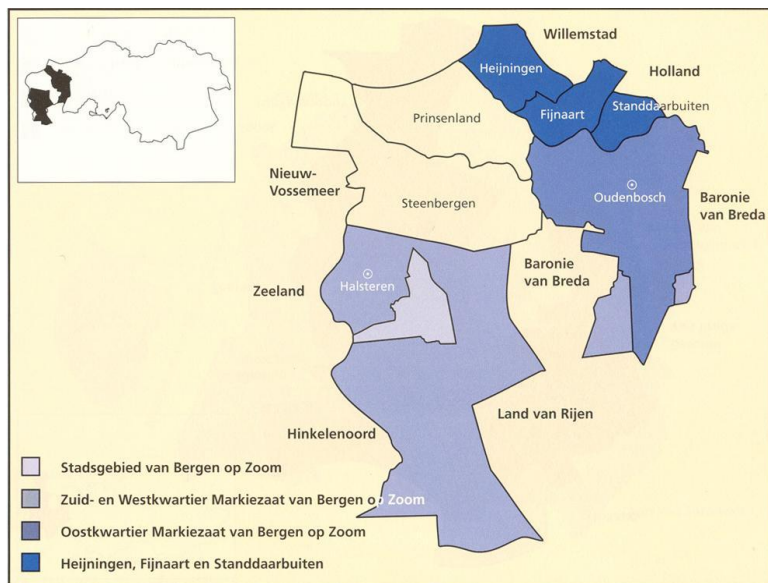 Willemstad
Heijningen
Holland
Standdaarbuiten
Fijnaart
Prinsenland
Nieuw-
Vossemeer
Steenbergen
Oudenbosch
Baronie
van Breda
Baronie
van Breda
Zeeland
Halsteren
Land van Rijen
Hinkelenoord
Stadsgebied van Bergen op Zoom
Zuid- en Westkwartier Markiezaat van Bergen op Zoom
Oostkwartier Markiezaat van Bergen op Zoom
Heijningen, Fijnaart en Standdaarbuiten